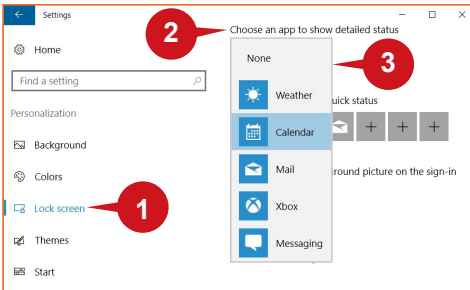 Settings
Home
Find a setting
Personalization
Background
Colors
Lock screen
Themes
Start
1
2
Choose an app to show detailed status
3
None
Weather
Calendar
Mail
Xbox
Messaging
uick status
round picture on the sign-in